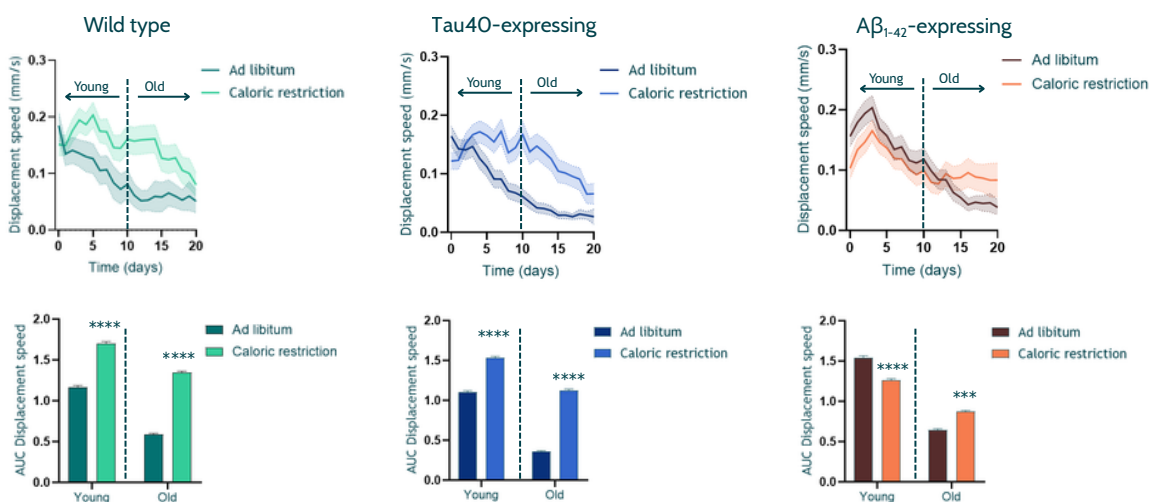 Wild type
Displacement speed (mm/s)
0.3
0.2
0.1
0.0
Young
Old
Ad libitum
Caloric restriction
0 5 10 15 20
Time (days)
Tau40-expressing
Displacement speed (mm/s)
0.3
0.2
0.1
0.0
Young
Old
Ad libitum
Caloric restriction
0 5 10 15 20
Time (days)
Aβ₁₋₄₂-expressing
Displacement speed (mm/s)
0.3
0.2
0.1
0.0
Young
Old
Ad libitum
Caloric restriction
0 5 10 15 20
Time (days)
AUC Displacement speed
2.0
1.5
1.0
0.5
0.0
****
****
Ad libitum
Caloric restriction
Young Old
AUC Displacement speed
2.0
1.5
1.0
0.5
0.0
****
****
Ad libitum
Caloric restriction
Young Old
AUC Displacement speed
2.0
1.5
1.0
0.5
0.0
****
***
Ad libitum
Caloric restriction
Young Old